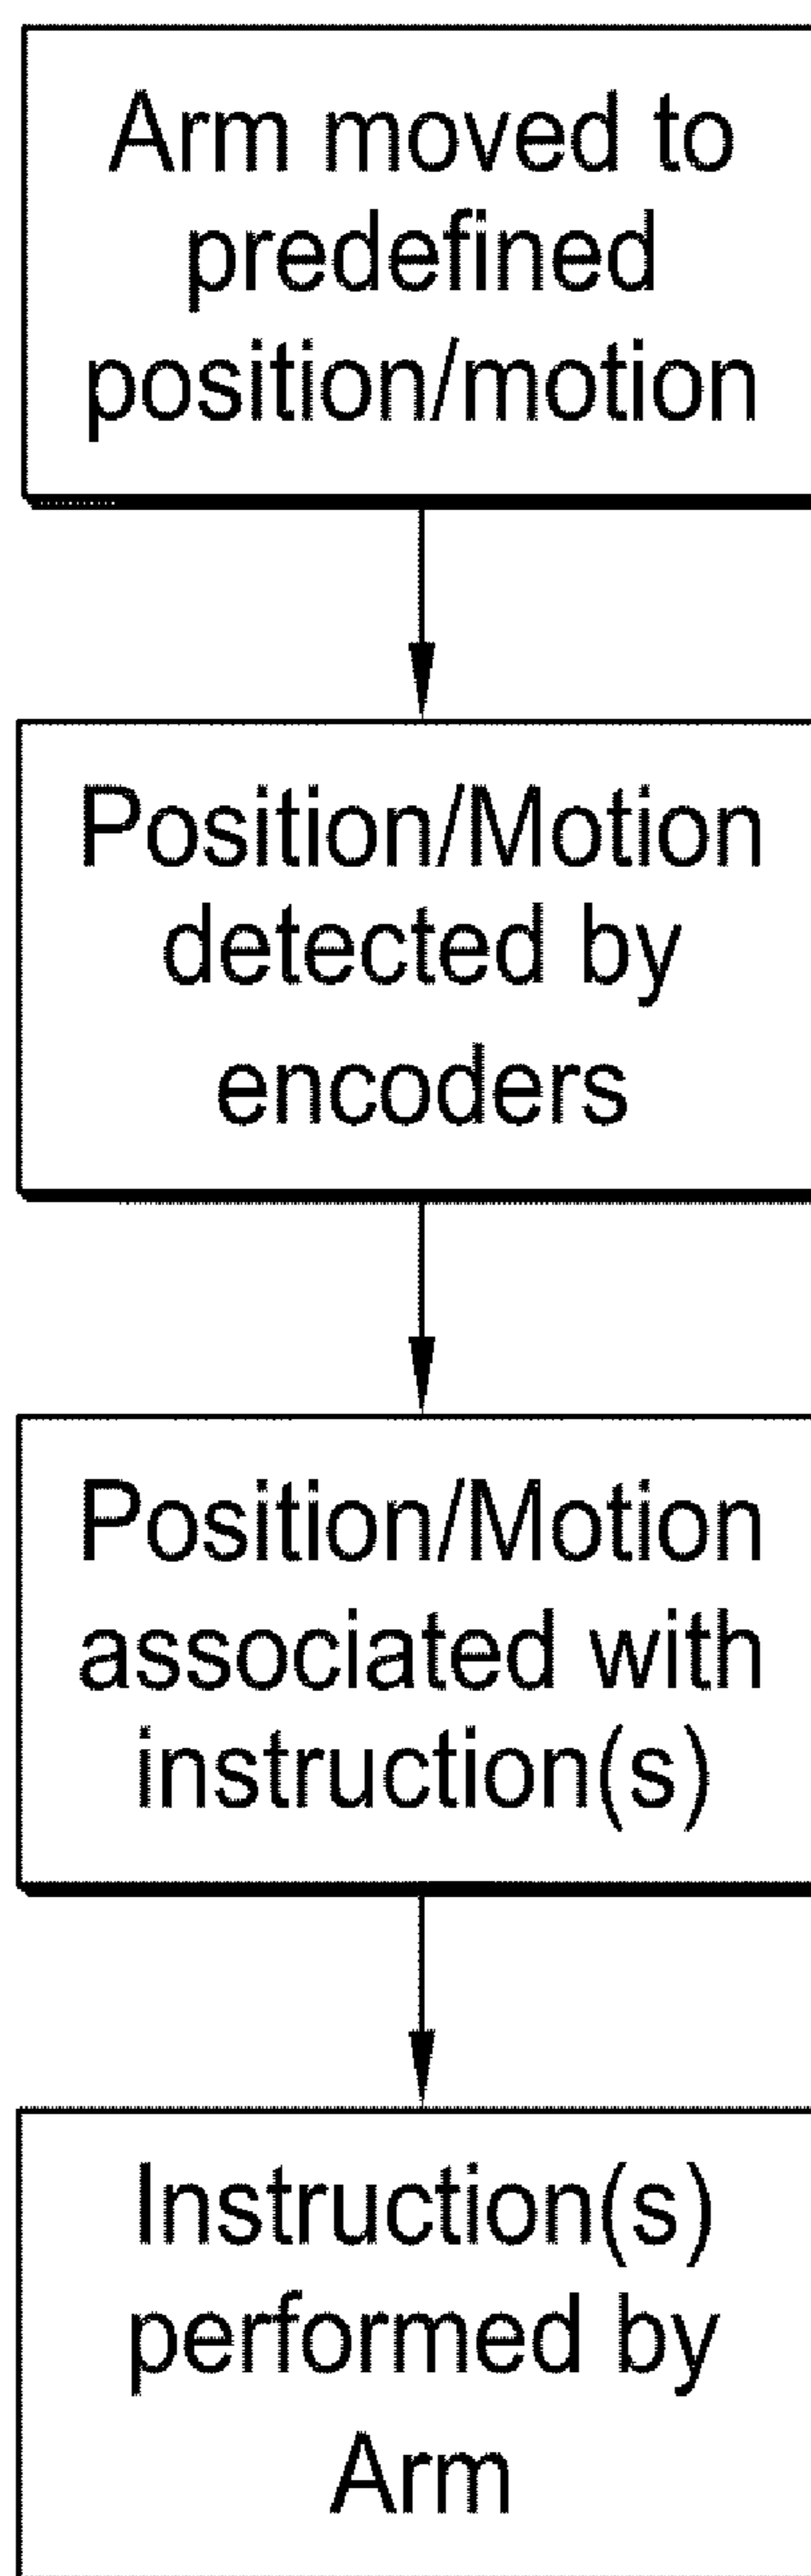 Arm moved to
predefined
position/motion
Position/Motion
detected by
encoders
Position/Motion
associated with
instruction(s)
Instruction(s)
performed by
Arm